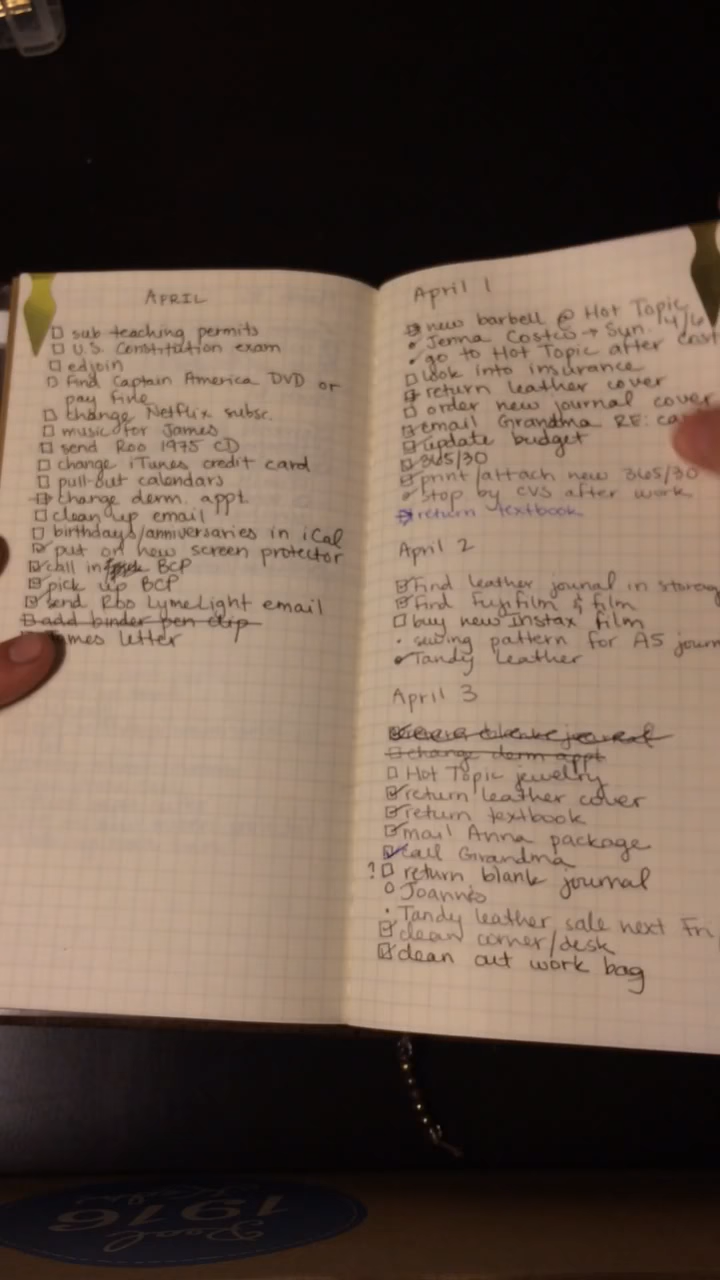 APRIL
sub teaching permits
U.S. Constitution exam
edjoin
find Captain America DVD or
pay fine
change Netflix subsc.
music for James
send Roo 1975 CD
change iTunes credit card
pull-out calendars
change derm. appt.
clean up email
birthdays/anniversaries in iCal
put on new screen protector
call in BCP
pick up BCP
send Roo LymeLight email
add binder pen clip
James letter
April 1
new barbell @ Hot Topic
Jenna Costco → Sun. 4/6
go to Hot Topic after
look into insurance
return leather cover
order new journal cover
email Grandma RE:
update budget
365/30
print/attach new 365/30
stop by CVS after work
return textbook
April 2
find leather jounal in
find Fujifilm & film
buy new Instax film
pattern for A5
Tandy Leather
April 3
change derm appt
Hot Topic jewelry
return leather cover
return textbook
mail Anna package
call Grandma
? return blank journal
Joanns
Tandy leather sale next Fri
clean corner/desk
clean out work bag
1916